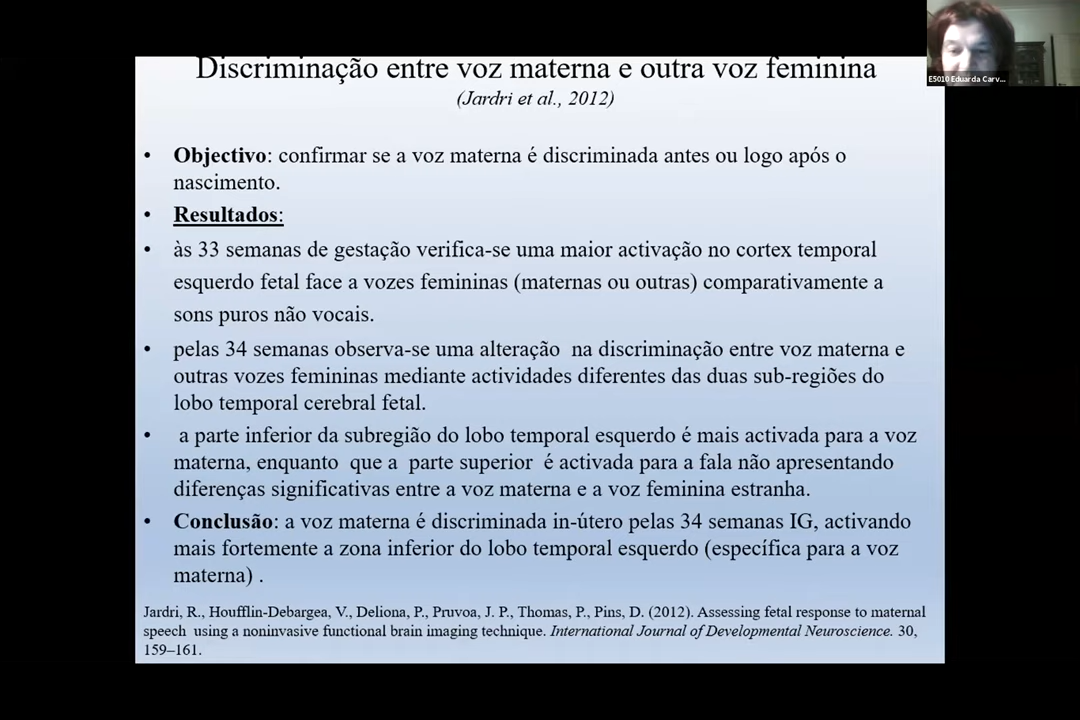 E5010 Eduarda Carv...
Discriminação entre voz materna e outra voz feminina
(Jardri et al., 2012)
• Objectivo: confirmar se a voz materna é discriminada antes ou logo após o
nascimento.
• Resultados:
• às 33 semanas de gestação verifica-se uma maior activação no cortex temporal
esquerdo fetal face a vozes femininas (maternas ou outras) comparativamente a
sons puros não vocais.
• pelas 34 semanas observa-se uma alteração na discriminação entre voz materna e
outras vozes femininas mediante actividades diferentes das duas sub-regiões do
lobo temporal cerebral fetal.
• a parte inferior da subregião do lobo temporal esquerdo é mais activada para a voz
materna, enquanto que a parte superior é activada para a fala não apresentando
diferenças significativas entre a voz materna e a voz feminina estranha.
• Conclusão: a voz materna é discriminada in-útero pelas 34 semanas IG, activando
mais fortemente a zona inferior do lobo temporal esquerdo (específica para a voz
materna) .
Jardri, R., Houfflin-Debargea, V., Deliona, P., Pruvoa, J. P., Thomas, P., Pins, D. (2012). Assessing fetal response to maternal
speech using a noninvasive functional brain imaging technique. International Journal of Developmental Neuroscience. 30,
159–161.